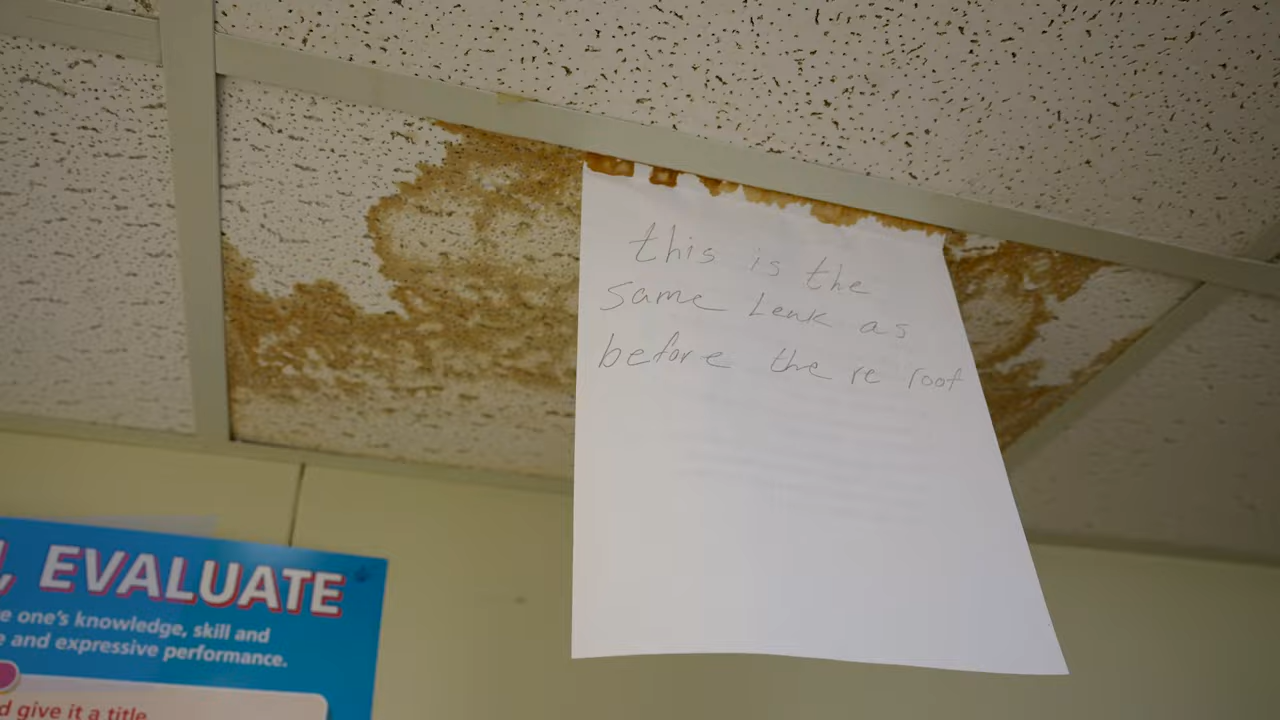 this is the
same Leak as
before the re roof
, EVALUATE
e one's knowledge, skill and
e and expressive performance.
d give it a title